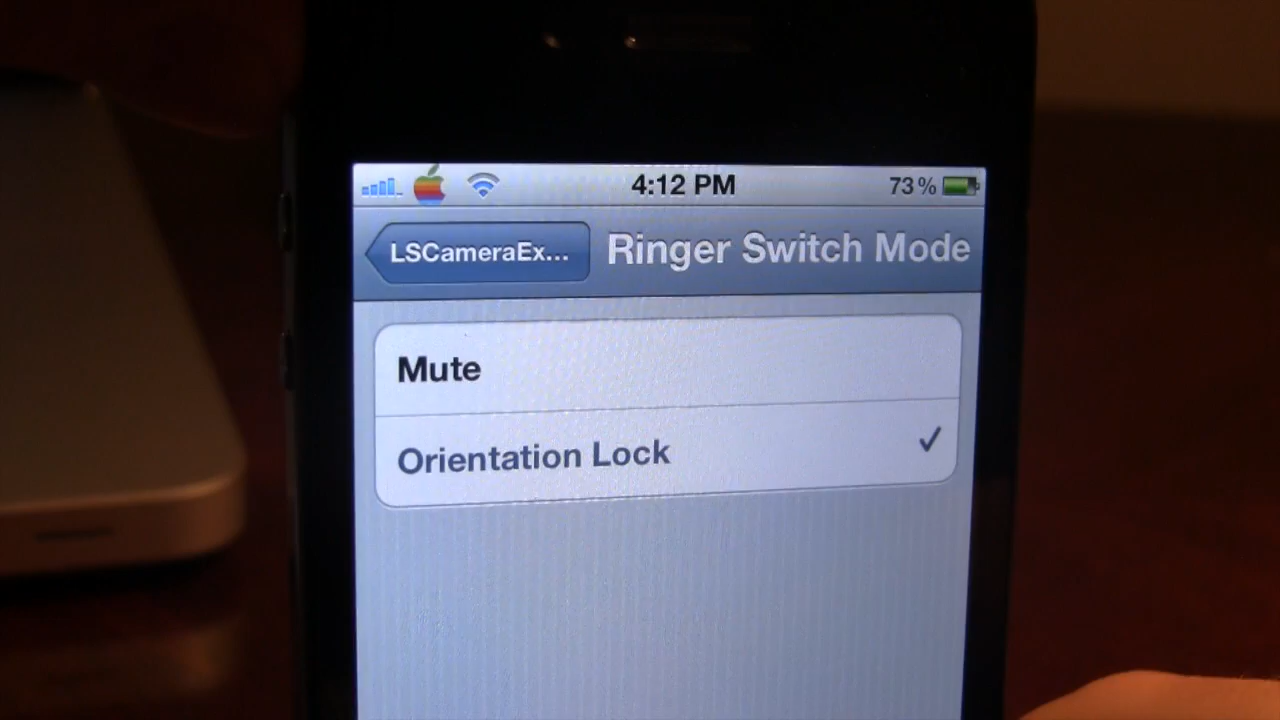 4:12 PM
73%
LSCameraEx...
Ringer Switch Mode
Mute
Orientation Lock